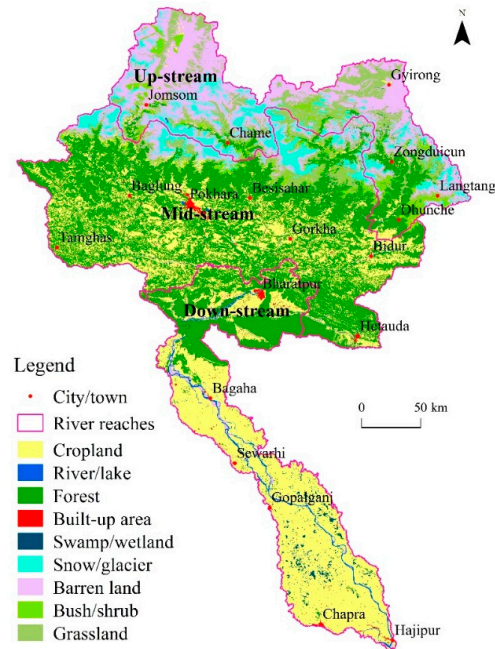 N
Up-stream
Gyirong
Jomsom
Chame
Zongduicun
Langtang
Baglung
Pokhara
Besisahar
Mid-stream
Dhunche
Gorkha
Tamghas
Bidur
Bharatpur
Down-stream
Hetauda
Legend
City/town
River reaches
Cropland
River/lake
Forest
Built-up area
Swamp/wetland
Snow/glacier
Barren land
Bush/shrub
Grassland
Bagaha
0 50 km
Sewarhi
Gopalganj
Chapra
Hajipur